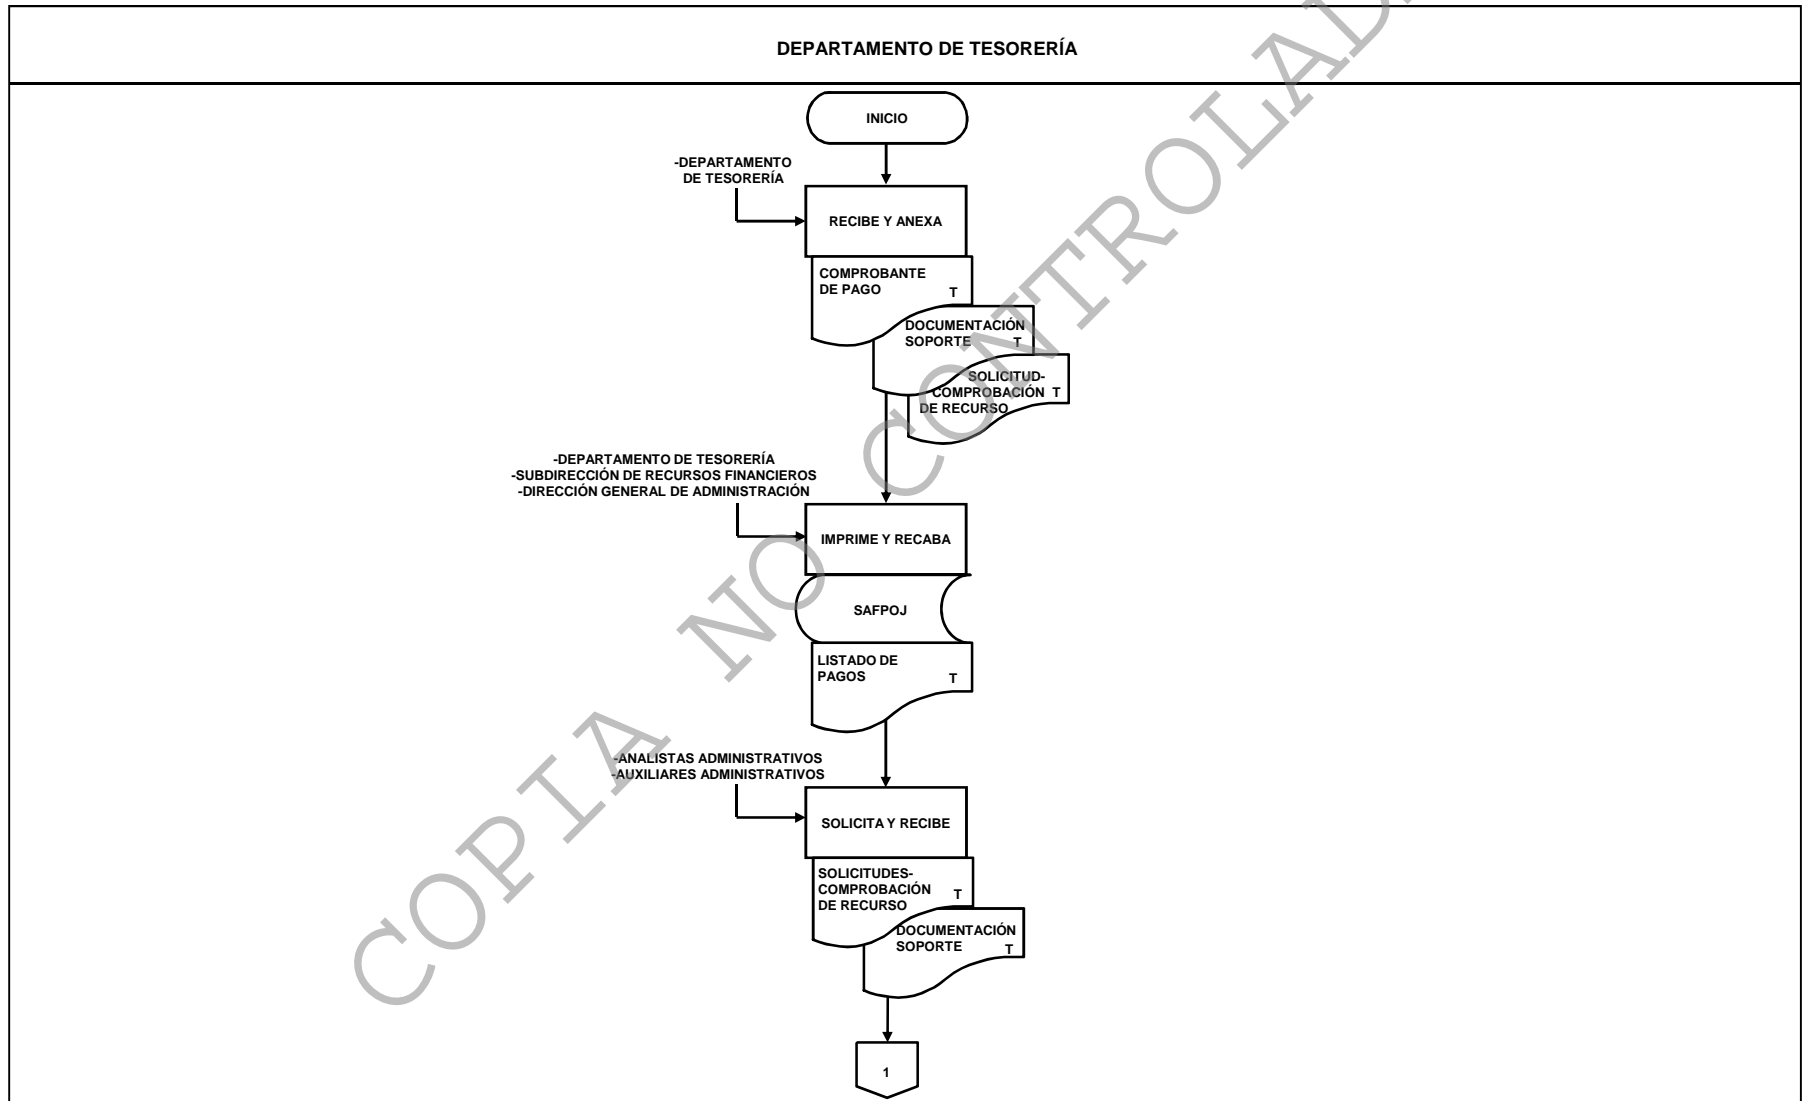 DEPARTAMENTO DE TESORERÍA
INICIO
-DEPARTAMENTO
DE TESORERÍA
RECIBE Y ANEXA
COMPROBANTE
DE PAGO T
DOCUMENTACIÓN
SOPORTE T
SOLICITUD-
COMPROBACIÓN T
DE RECURSO
-DEPARTAMENTO DE TESORERÍA
-SUBDIRECCIÓN DE RECURSOS FINANCIEROS
-DIRECCIÓN GENERAL DE ADMINISTRACIÓN
IMPRIME Y RECABA
SAFPOJ
LISTADO DE
PAGOS T
-ANALISTAS ADMINISTRATIVOS
-AUXILIARES ADMINISTRATIVOS
SOLICITA Y RECIBE
SOLICITUDES-
COMPROBACIÓN T
DE RECURSO
DOCUMENTACIÓN
SOPORTE T
1
COPIA NO CONTROLAD